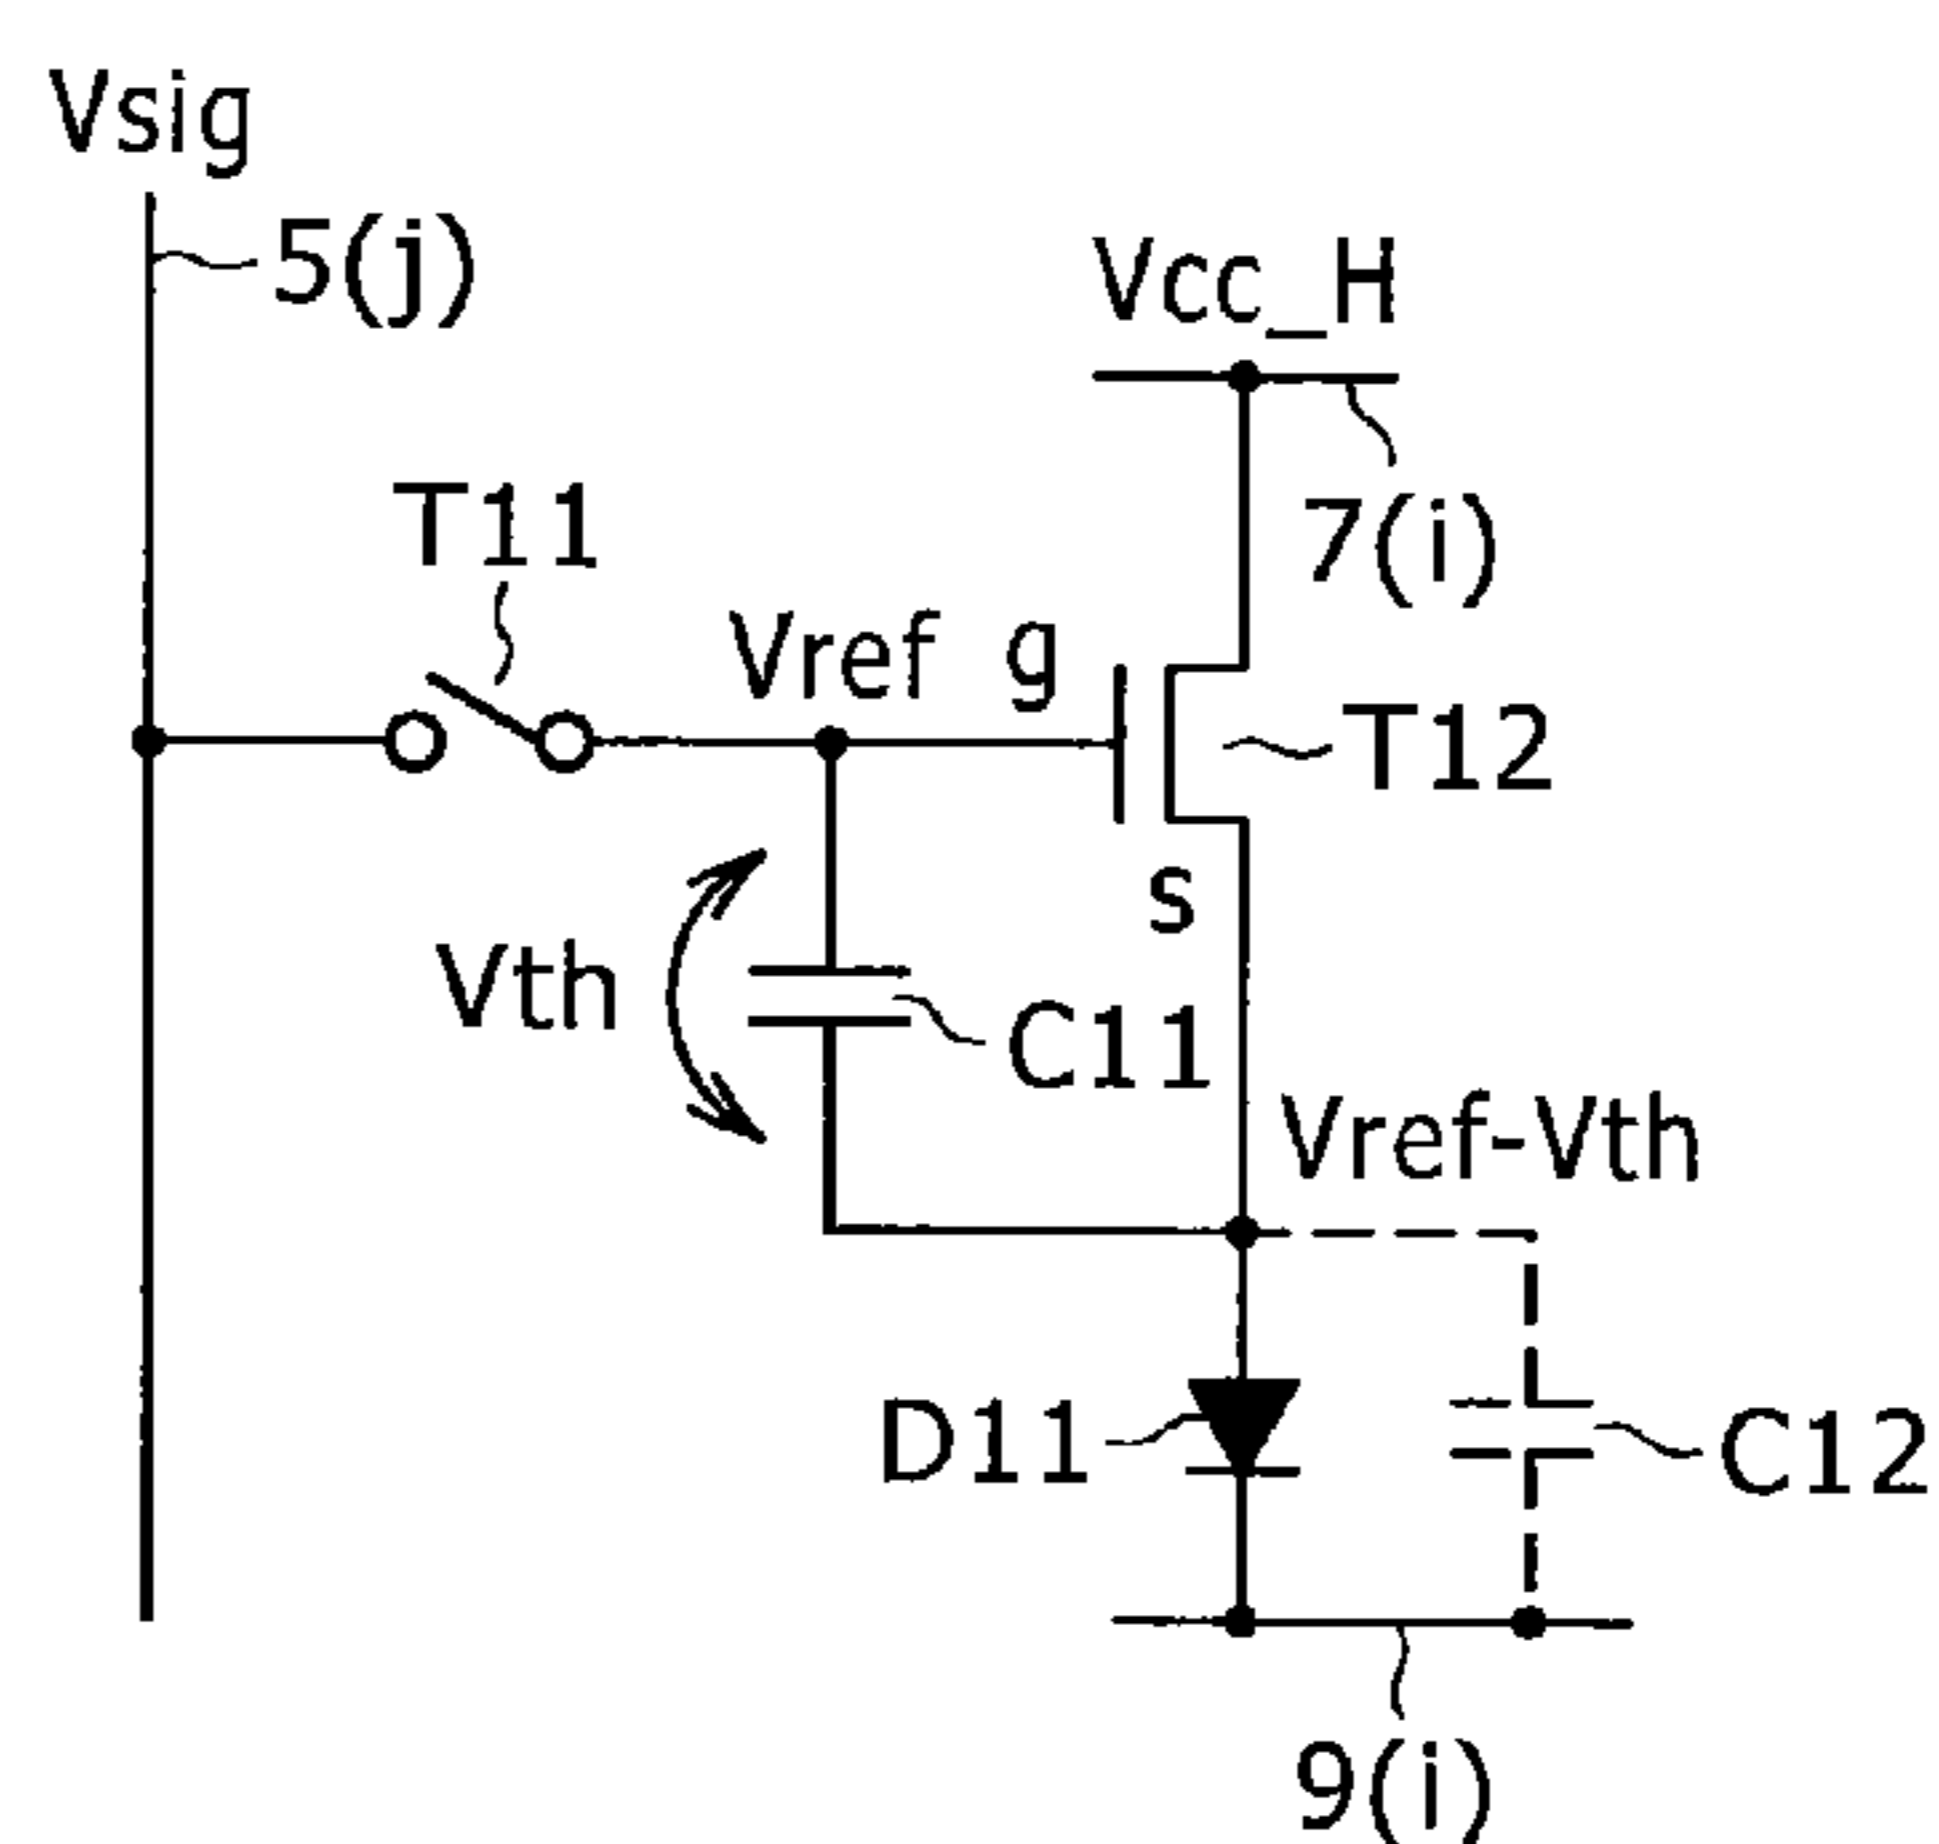 Vsig
5(j)
Vcc_H
7(i)
T11
Vref g
T12
s
Vth
C11
Vref-Vth
D11
C12
9(i)